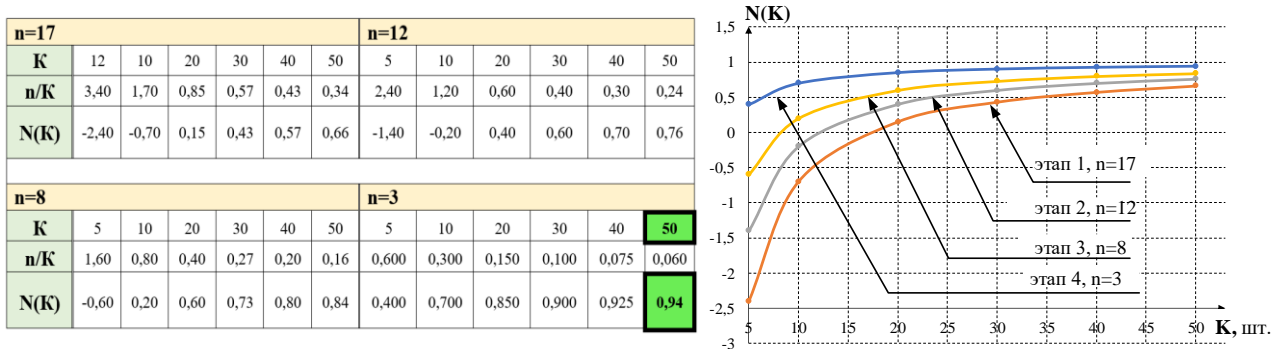 n=17 n=12
K 12 10 20 30 40 50 5 10 20 30 40 50
n/K 3,40 1,70 0,85 0,57 0,43 0,34 2,40 1,20 0,60 0,40 0,30 0,24
N(K) -2,40 -0,70 0,15 0,43 0,57 0,66 -1,40 -0,20 0,40 0,60 0,70 0,76
n=8 n=3
K 5 10 20 30 40 50 5 10 20 30 40 50
n/K 1,60 0,80 0,40 0,27 0,20 0,16 0,600 0,300 0,150 0,100 0,075 0,060
N(K) -0,60 0,20 0,60 0,73 0,80 0,84 0,400 0,700 0,850 0,900 0,925 0,94
N(K)
1,5
1
0,5
0
-0,5
-1
-1,5
-2
-2,5
-3
этап 1, n=17
этап 2, n=12
этап 3, n=8
этап 4, n=3
5 10 15 20 25 30 35 40 45 50 K, шт.